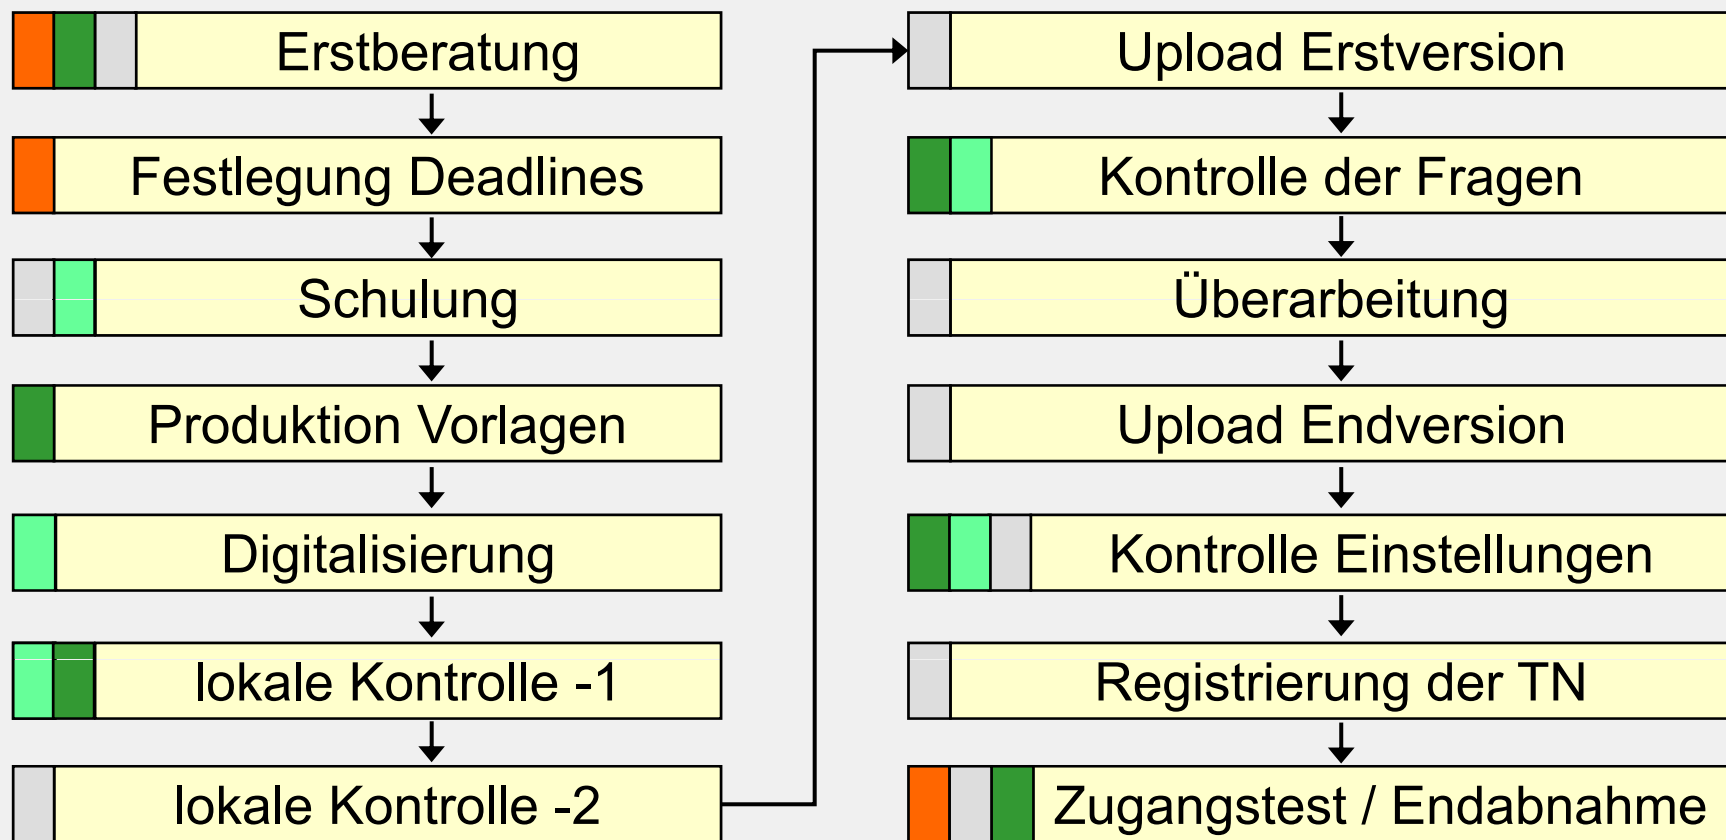 Erstberatung
Festlegung Deadlines
Schulung
Produktion Vorlagen
Digitalisierung
lokale Kontrolle -1
lokale Kontrolle -2
Upload Erstversion
Kontrolle der Fragen
Überarbeitung
Upload Endversion
Kontrolle Einstellungen
Registrierung der TN
Zugangstest / Endabnahme